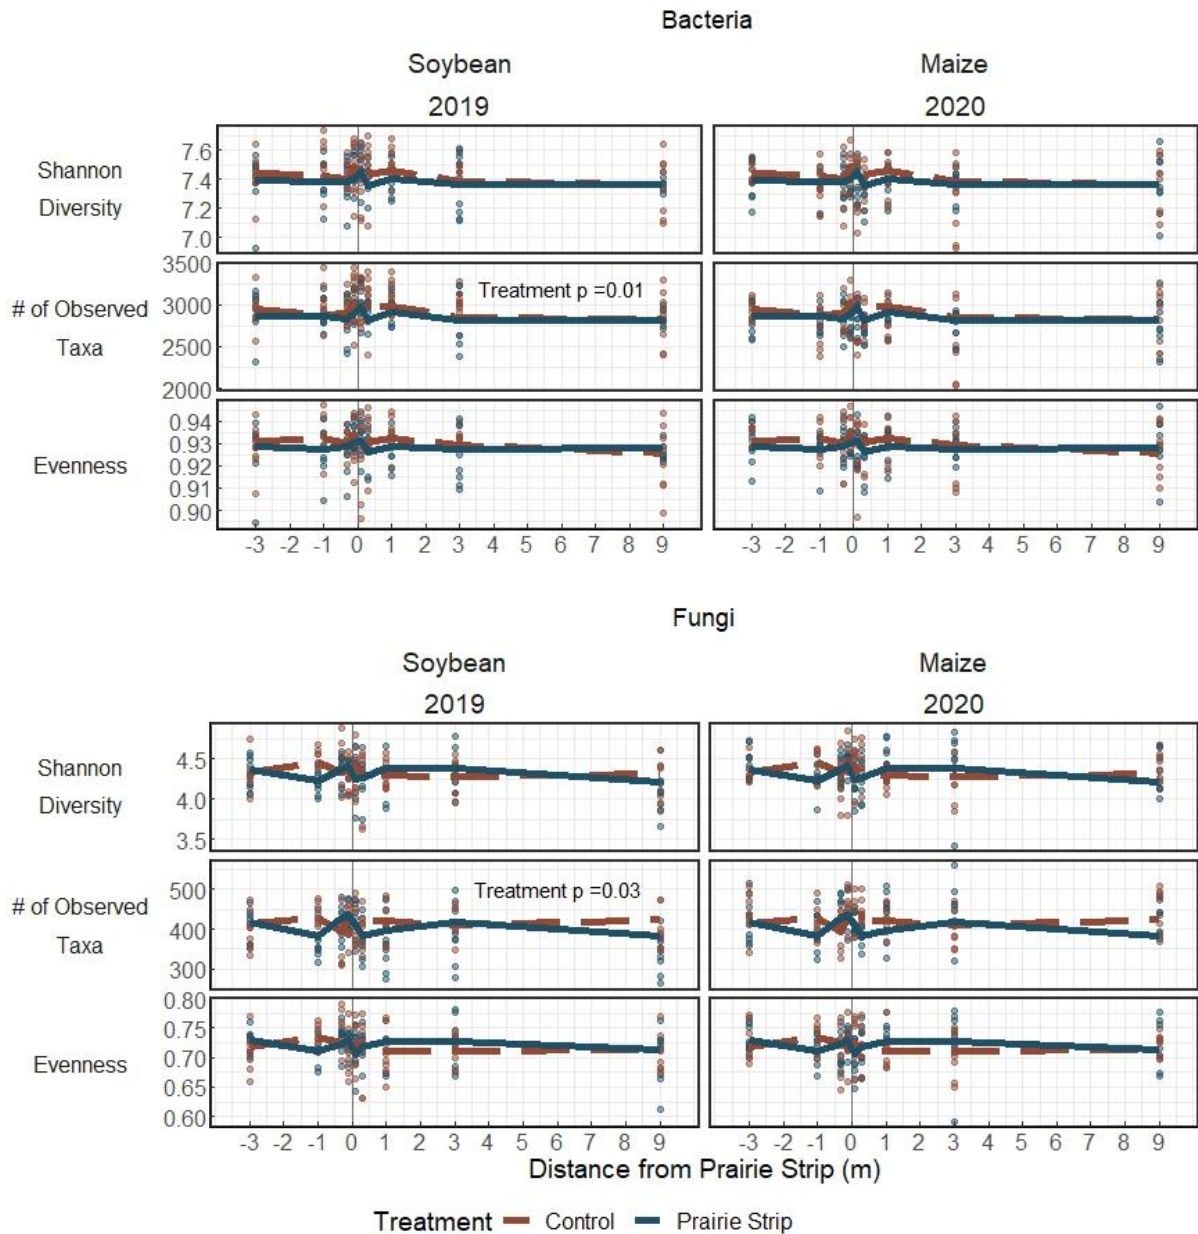 Bacteria
Soybean Maize
2019 2020
Shannon
Diversity
7.6
7.4
7.2
7.0
# of Observed
Taxa
3500
3000
2500
2000
Treatment p =0.01
Evenness
0.94
0.93
0.92
0.91
0.90
-3 -2 -1 0 1 2 3 4 5 6 7 8 9 -3 -2 -1 0 1 2 3 4 5 6 7 8 9
Fungi
Soybean Maize
2019 2020
Shannon
Diversity
4.5
4.0
3.5
# of Observed
Taxa
500
400
300
Treatment p =0.03
Evenness
0.80
0.75
0.70
0.65
0.60
-3 -2 -1 0 1 2 3 4 5 6 7 8 9 -3 -2 -1 0 1 2 3 4 5 6 7 8 9
Distance from Prairie Strip (m)
Treatment Control Prairie Strip